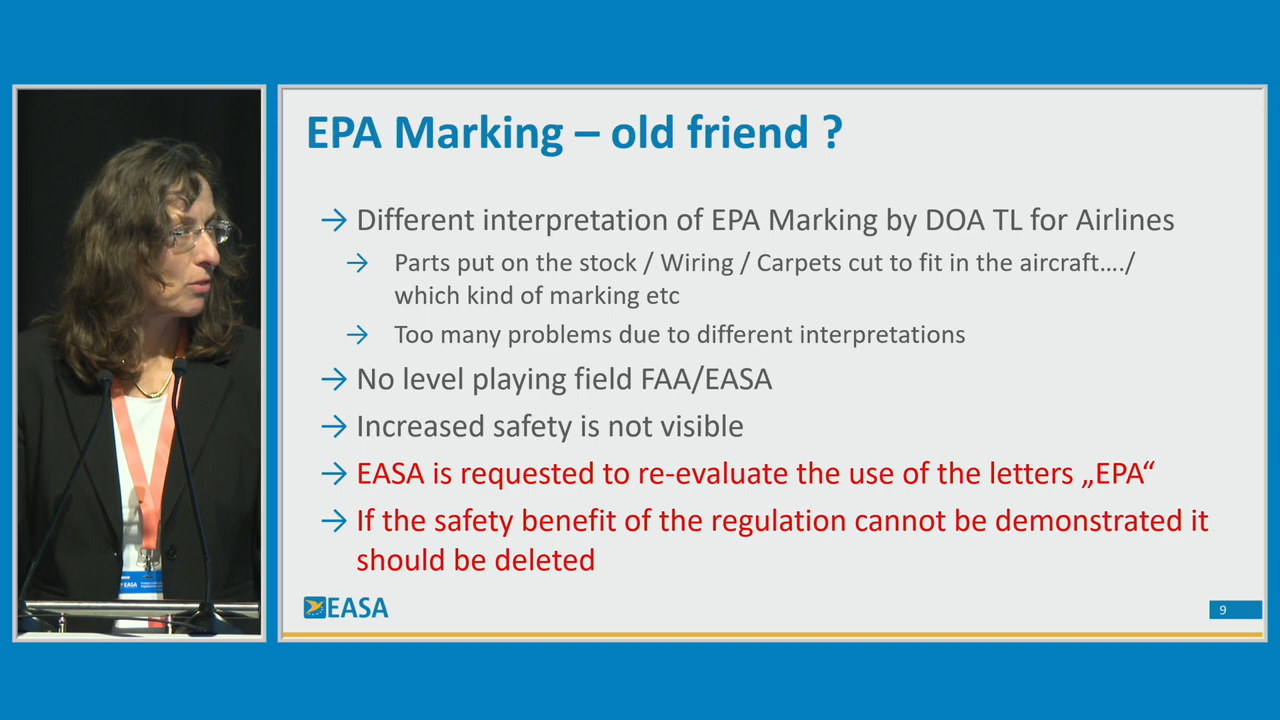 EPA Marking – old friend ?
→ Different interpretation of EPA Marking by DOA TL for Airlines
→ Parts put on the stock / Wiring / Carpets cut to fit in the aircraft…./
which kind of marking etc
→ Too many problems due to different interpretations
→ No level playing field FAA/EASA
→ Increased safety is not visible
→ EASA is requested to re-evaluate the use of the letters „EPA“
→ If the safety benefit of the regulation cannot be demonstrated it
should be deleted
EASA
9
EASA